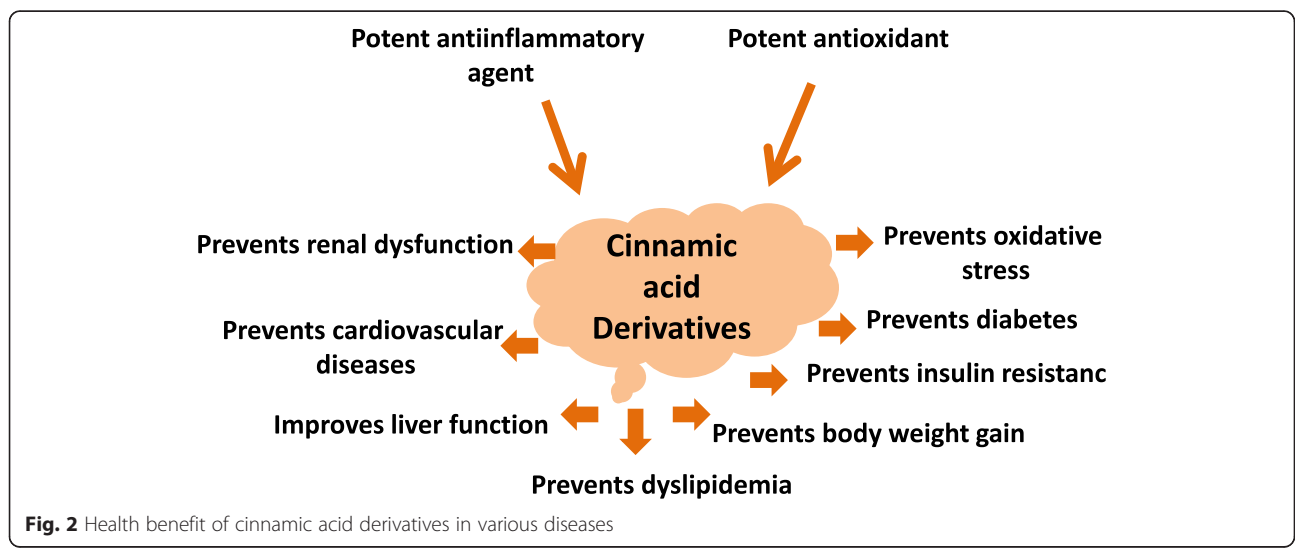 Potent antiinflammatory
agent
Potent antioxidant
Cinnamic
acid
Derivatives
Prevents renal dysfunction
Prevents cardiovascular
diseases
Improves liver function
Prevents dyslipidemia
Prevents oxidative
stress
Prevents diabetes
Prevents insulin resistanc
Prevents body weight gain
Fig. 2 Health benefit of cinnamic acid derivatives in various diseases